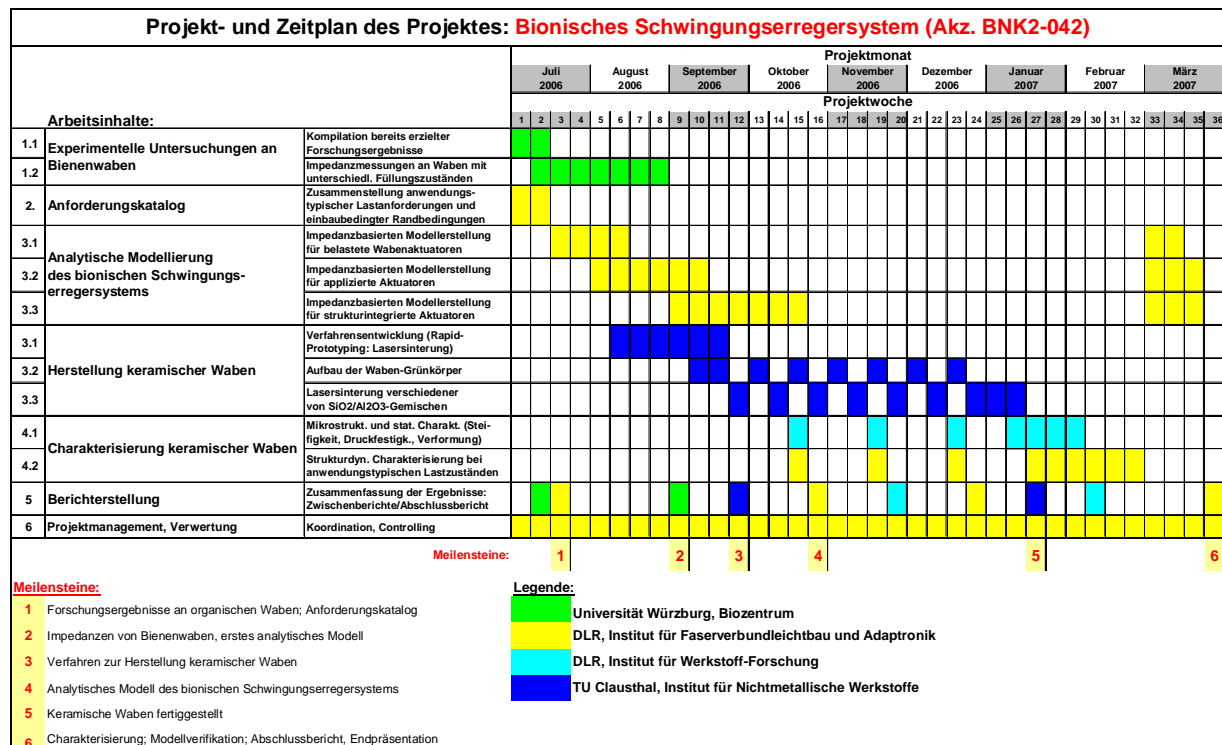 Projekt- und Zeitplan des Projektes: Bionisches Schwingungserregersystem (Akz. BNK2-042)
Projektmonat
Juli August September Oktober November Dezember Januar Februar März
2006 2006 2006 2006 2006 2006 2007 2007 2007
Projektwoche
Arbeitsinhalte: 1 2 3 4 5 6 7 8 9 10 11 12 13 14 15 16 17 18 19 20 21 22 23 24 25 26 27 28 29 30 31 32 33 34 35 36
1.1 Experimentelle Untersuchungen an Bienenwaben
Kompilation bereits erzielter
Forschungsergebnisse
1.2 Impedanzmessungen an Waben mit
unterschiedl. Füllungszuständen
2. Anforderungskatalog
Zusammenstellung anwendungs-
typischer Lastanforderungen und
einbaubedingter Randbedingungen
3.1 Impedanzbasierten Modellerstellung
für belastete Wabenaktuatoren
Analytische Modellierung
des bionischen Schwingungs-
erregersystems
3.2 Impedanzbasierten Modellerstellung
für applizierte Aktuatoren
3.3 Impedanzbasierten Modellerstellung
für strukturintegrierte Aktuatoren
3.1 Verfahrensentwicklung (Rapid-
Prototyping: Lasersinterung)
3.2 Herstellung keramischer Waben Aufbau der Waben-Grünkörper
3.3 Lasersinterung verschiedener
von SiO2/Al2O3-Gemischen
4.1 Mikrostrukt. und stat. Charakt. (Stei-
figkeit, Druckfestigk., Verformung)
Charakterisierung keramischer Waben
4.2 Strukturdyn. Charakterisierung bei
anwendungstypischen Lastzuständen
5 Berichterstellung Zusammenfassung der Ergebnisse:
Zwischenberichte/Abschlussbericht
6 Projektmanagement, Verwertung Koordination, Controlling
Meilensteine: 1 2 3 4 5 6
Meilensteine:
1 Forschungsergebnisse an organischen Waben; Anforderungskatalog
2 Impedanzen von Bienenwaben, erstes analytisches Modell
3 Verfahren zur Herstellung keramischer Waben
4 Analytisches Modell des bionischen Schwingungserregersystems
5 Keramische Waben fertiggestellt
6 Charakterisierung; Modellverifikation; Abschlussbericht, Endpräsentation
Legende:
Universität Würzburg, Biozentrum
DLR, Institut für Faserverbundleichtbau und Adaptronik
DLR, Institut für Werkstoff-Forschung
TU Clausthal, Institut für Nichtmetallische Werkstoffe